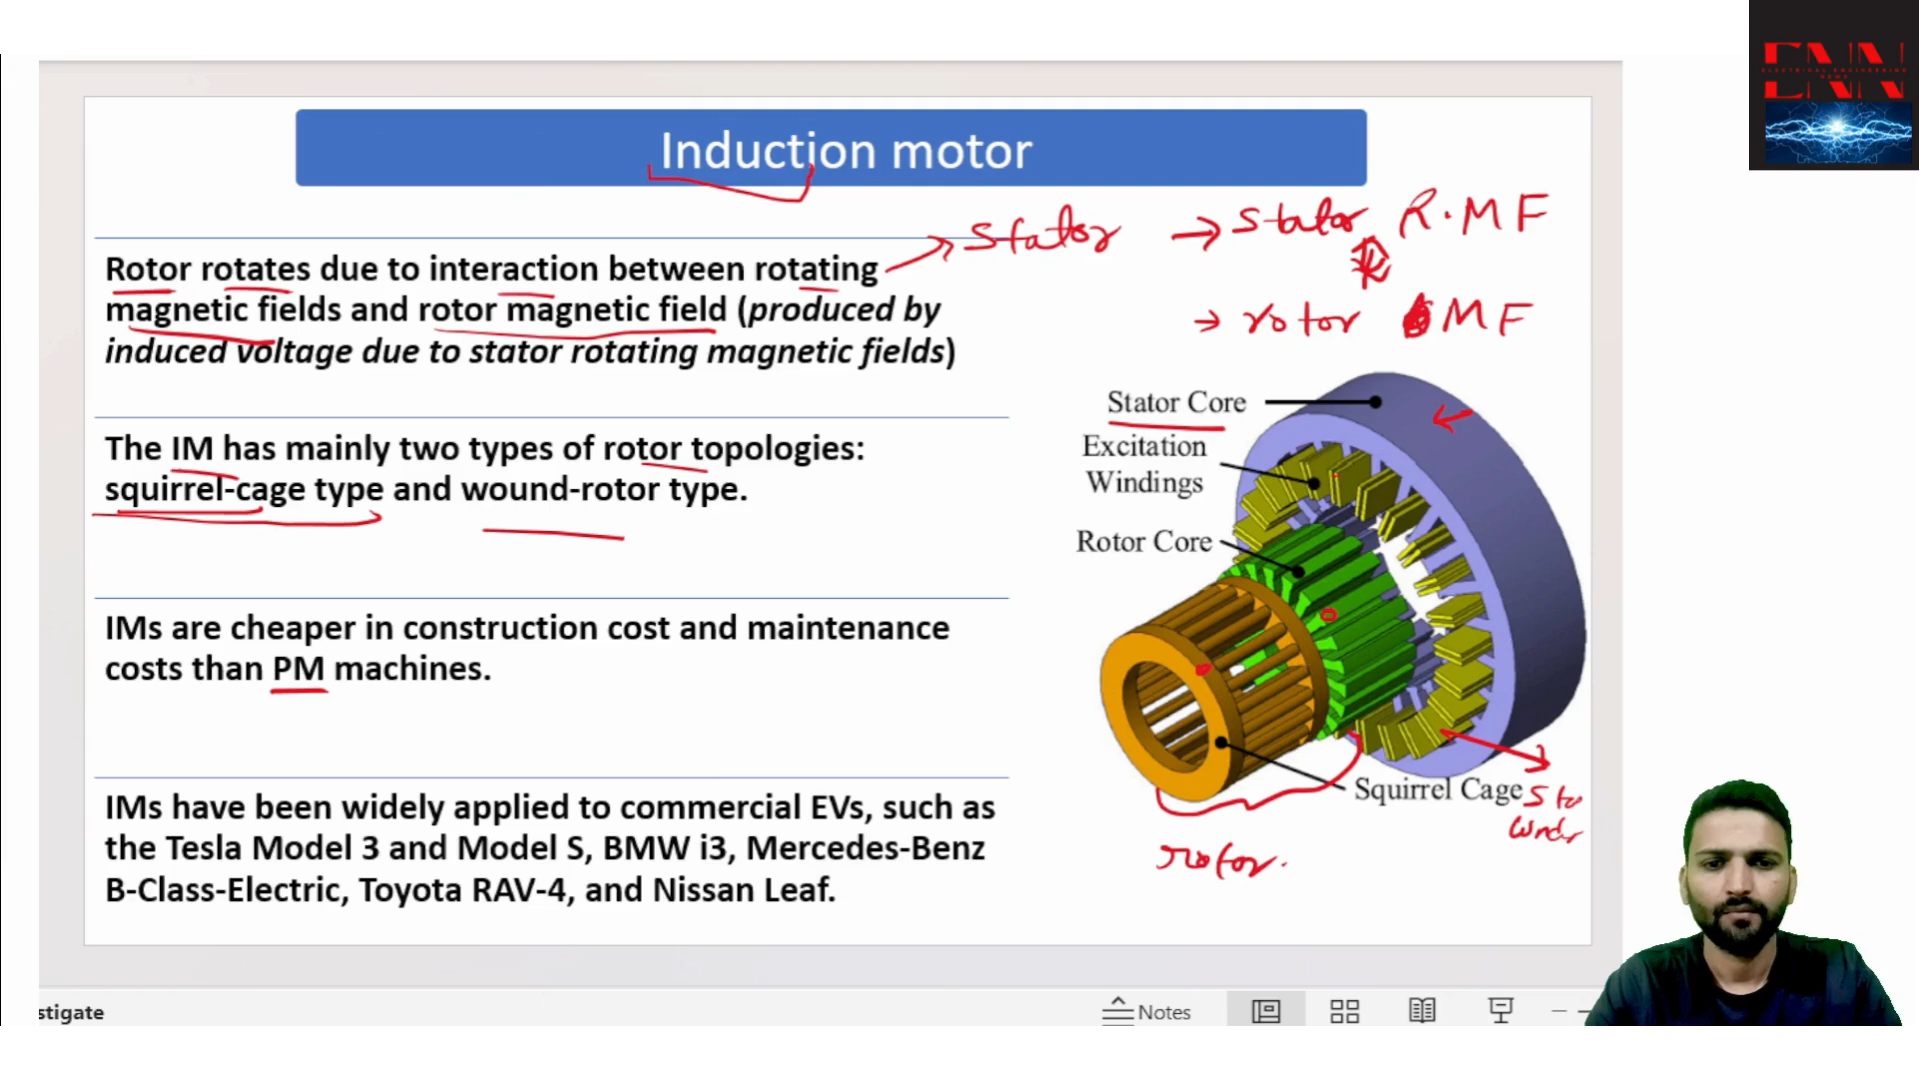 ENN
ELECTRICAL ENGINEERING
NEWS
Induction motor
Stator → Stator R.MF
→ rotor MF
Rotor rotates due to interaction between rotating
magnetic fields and rotor magnetic field (produced by
induced voltage due to stator rotating magnetic fields)
The IM has mainly two types of rotor topologies:
squirrel-cage type and wound-rotor type.
IMs are cheaper in construction cost and maintenance
costs than PM machines.
IMs have been widely applied to commercial EVs, such as
the Tesla Model 3 and Model S, BMW i3, Mercedes-Benz
B-Class-Electric, Toyota RAV-4, and Nissan Leaf.
Stator Core
Excitation
Windings
Rotor Core
Squirrel Cage
rotor.
stigate
Notes